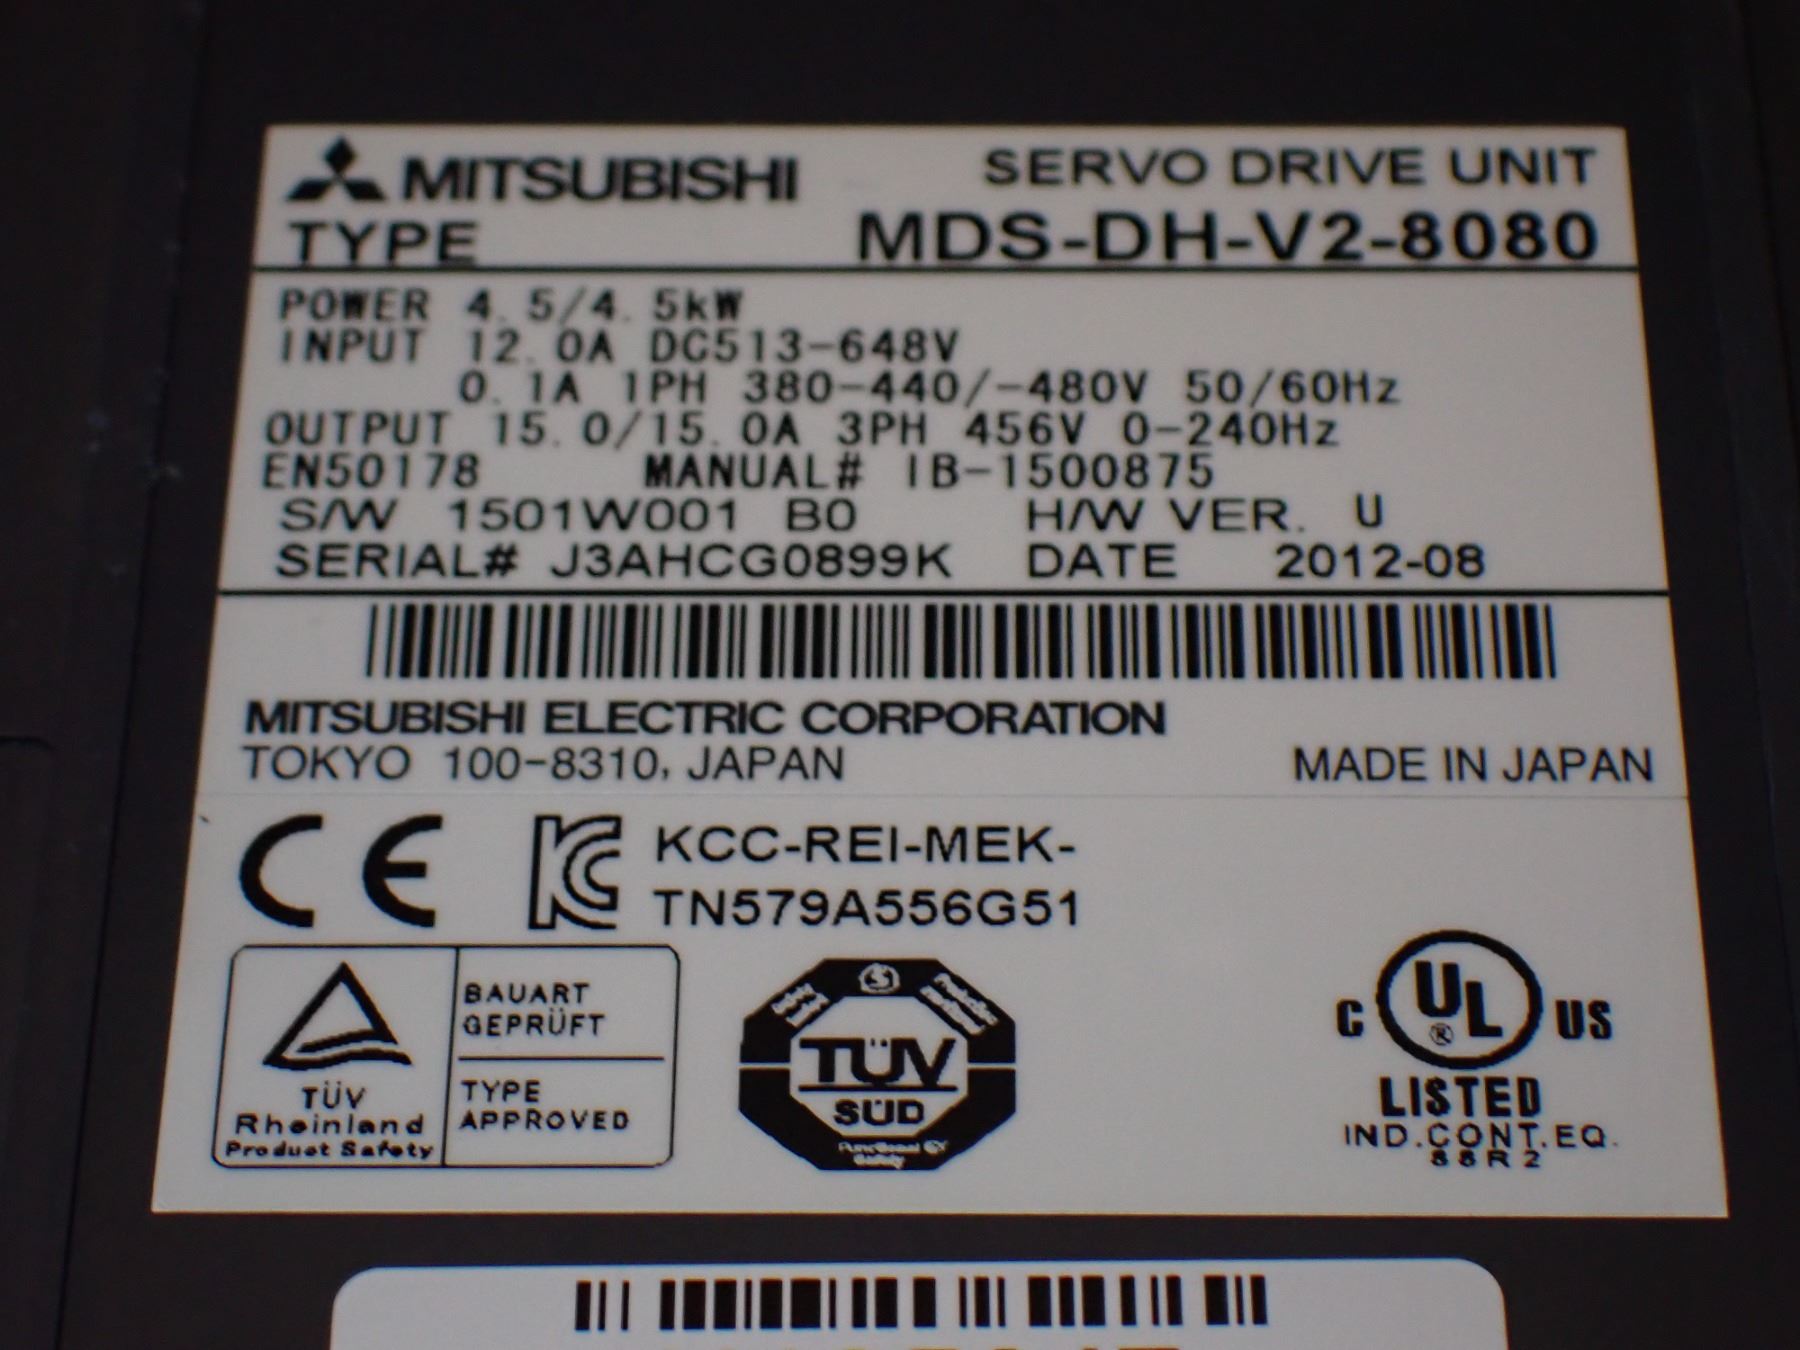 MITSUBISHI SERVO DRIVE UNIT
TYPE MDS-DH-V2-8080
POWER 4.5/4.5kW
INPUT 12.0A DC513-648V
0.1A 1PH 380-440/-480V 50/60Hz
OUTPUT 15.0/15.0A 3PH 456V 0-240Hz
EN50178 MANUAL# IB-1500875
S/W 1501W001 B0 H/W VER. U
SERIAL# J3AHCG0899K DATE 2012-08
MITSUBISHI ELECTRIC CORPORATION
TOKYO 100-8310, JAPAN MADE IN JAPAN
CE KC KCC-REI-MEK-
TN579A556G51
BAUART
GEPRÜFT
TÜV
Rheinland
Product Safety
TYPE
APPROVED
TÜV
SÜD
Functional
Safety
C UL ® US
LISTED
IND.CONT.EQ.
88R2